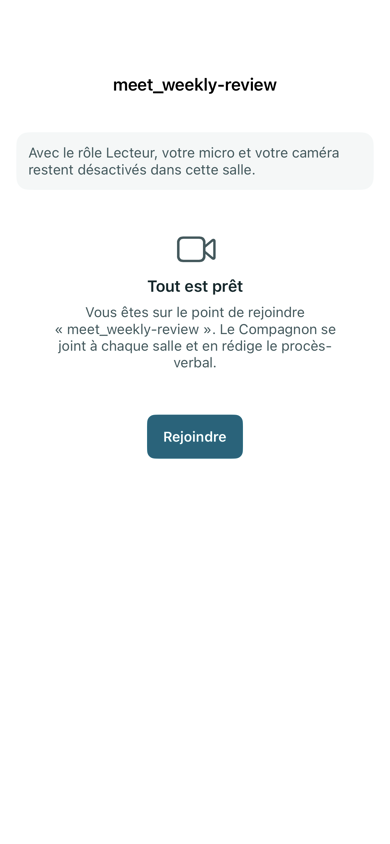 meet_weekly-review
Avec le rôle Lecteur, votre micro et votre caméra
restent désactivés dans cette salle.
Tout est prêt
Vous êtes sur le point de rejoindre
« meet_weekly-review ». Le Compagnon se
joint à chaque salle et en rédige le procès-
verbal.
Rejoindre